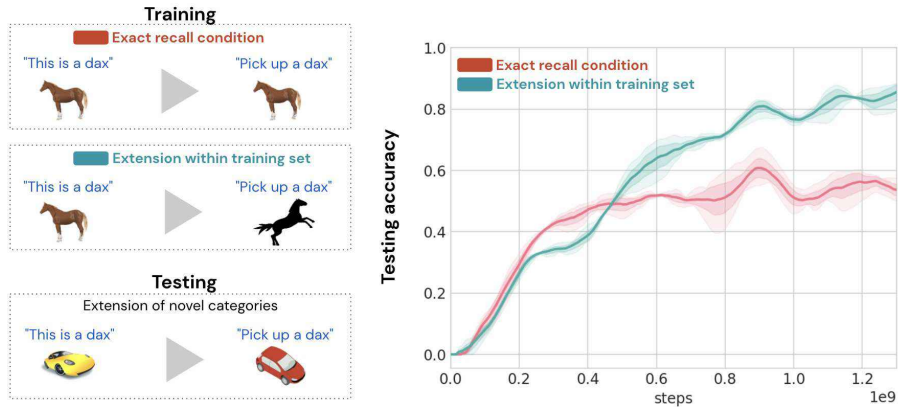 Training
Exact recall condition
"This is a dax"
"Pick up a dax"
Extension within training set
"This is a dax"
"Pick up a dax"
Testing
Extension of novel categories
"This is a dax"
"Pick up a dax"
Testing accuracy
1.0
0.8
0.6
0.4
0.2
0.0
Exact recall condition
Extension within training set
0.0 0.2 0.4 0.6 0.8 1.0 1.2
1e9
steps